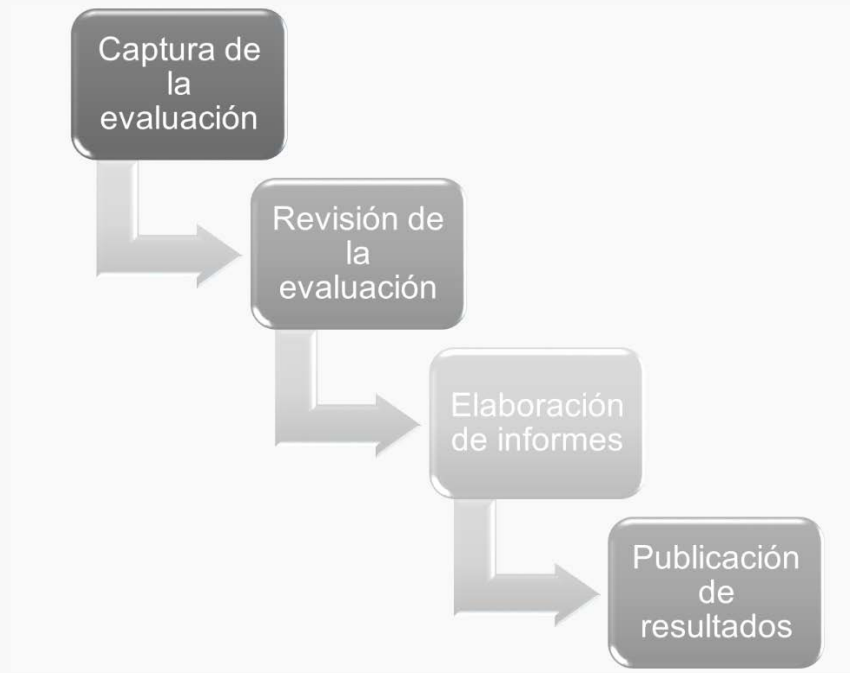 Captura de
la
evaluación
Revisión de
la
evaluación
Elaboración
de informes
Publicación
de
resultados